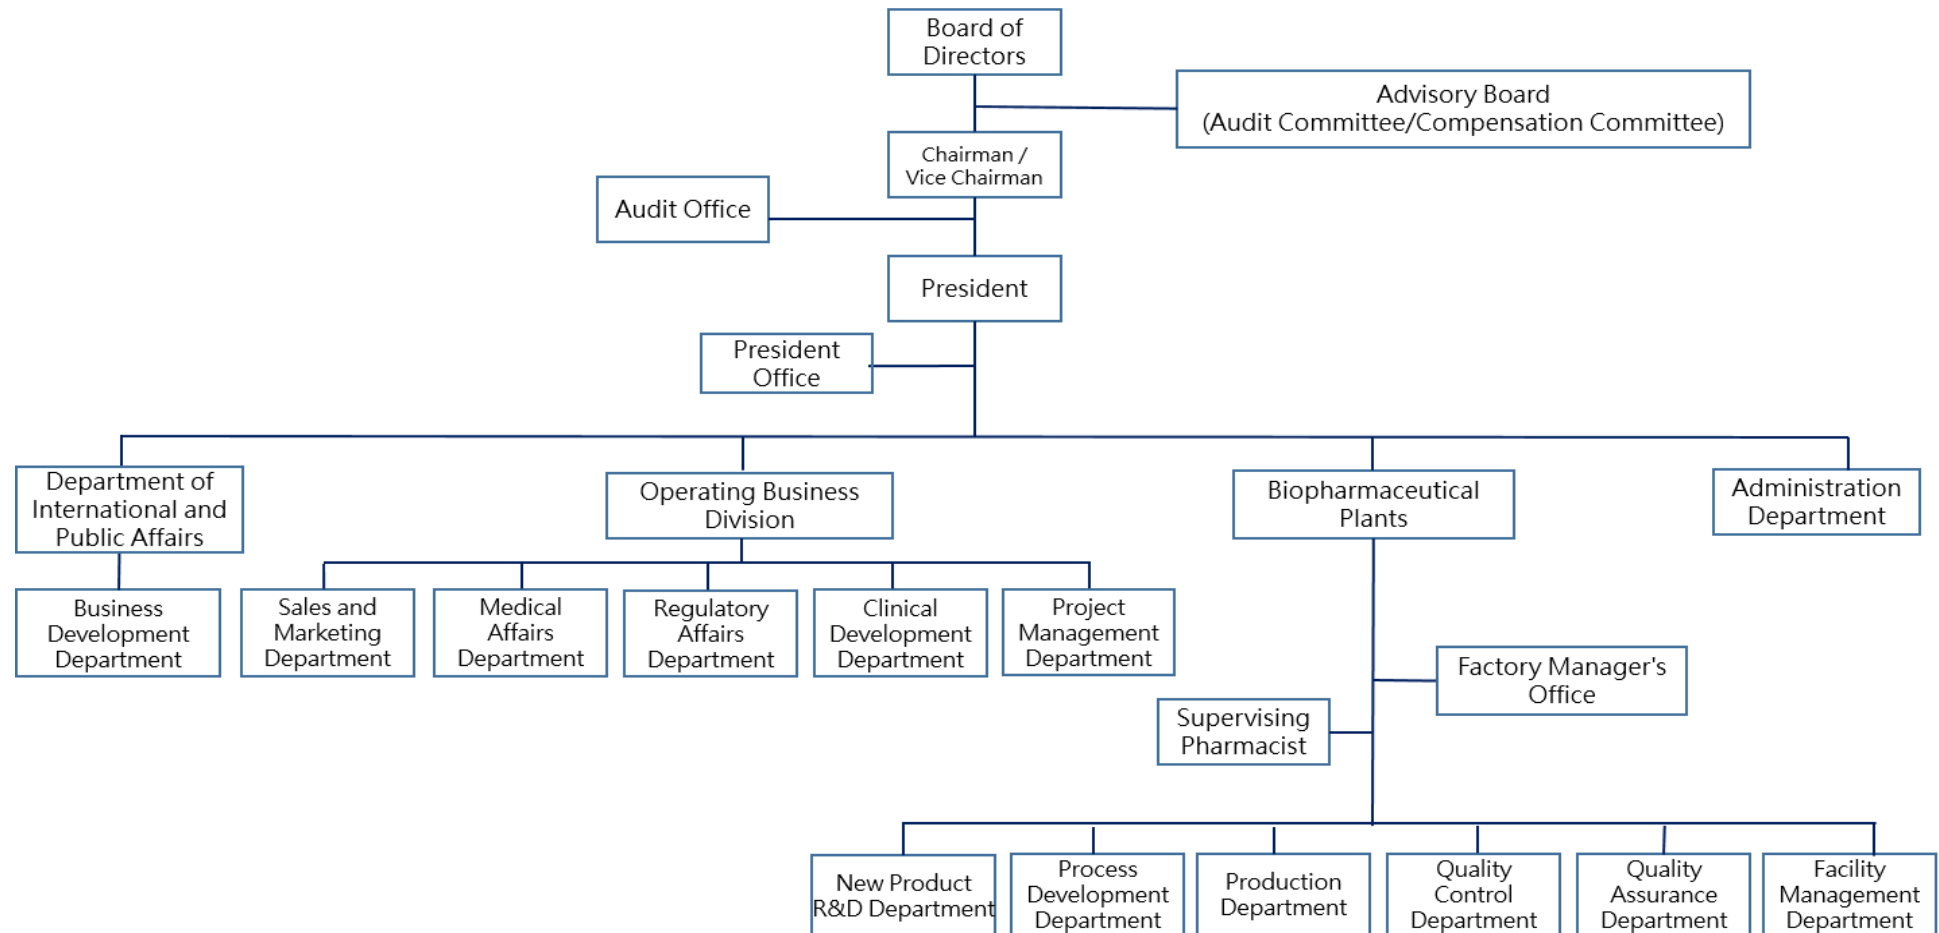 Board of
Directors
Advisory Board
(Audit Committee/Compensation Committee)
Chairman /
Vice Chairman
Audit Office
President
President
Office
Department of
International and
Public Affairs
Operating Business
Division
Biopharmaceutical
Plants
Administration
Department
Business
Development
Department
Sales and
Marketing
Department
Medical
Affairs
Department
Regulatory
Affairs
Department
Clinical
Development
Department
Project
Management
Department
Factory Manager's
Office
Supervising
Pharmacist
New Product
R&D Department
Process
Development
Department
Production
Department
Quality
Control
Department
Quality
Assurance
Department
Facility
Management
Department